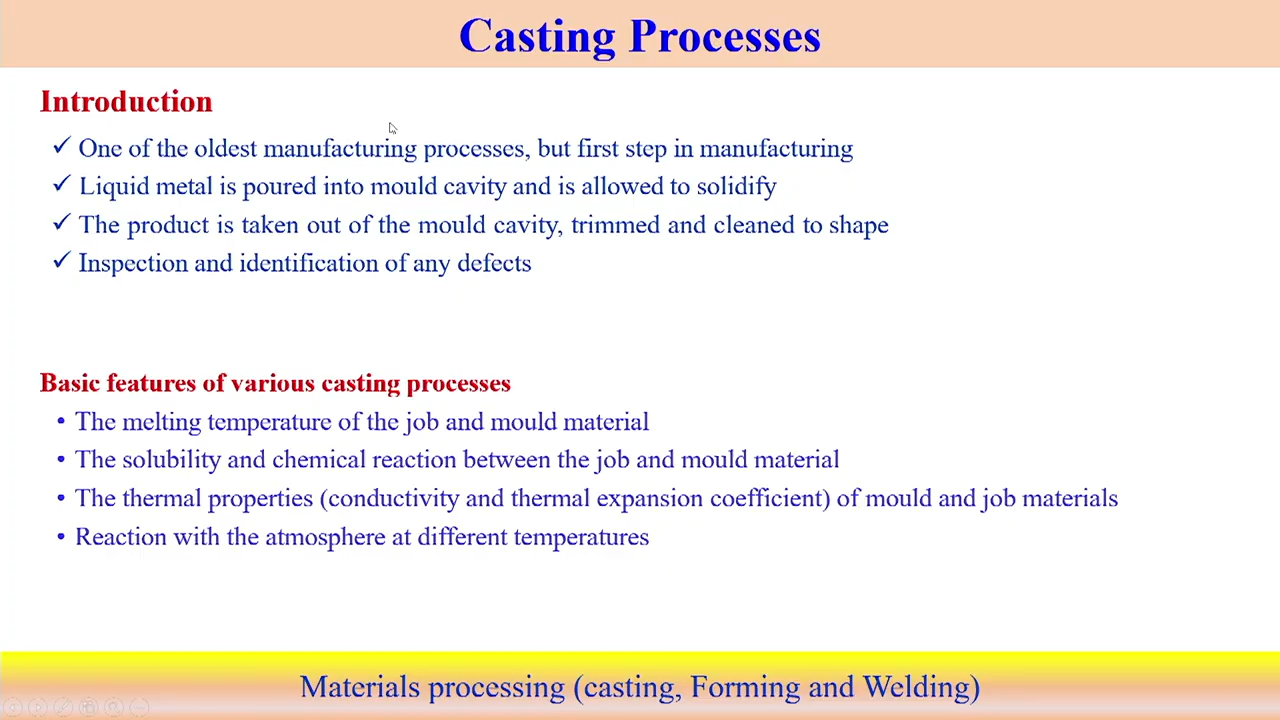 Casting Processes
Introduction
✓ One of the oldest manufacturing processes, but first step in manufacturing
✓ Liquid metal is poured into mould cavity and is allowed to solidify
✓ The product is taken out of the mould cavity, trimmed and cleaned to shape
✓ Inspection and identification of any defects
Basic features of various casting processes
• The melting temperature of the job and mould material
• The solubility and chemical reaction between the job and mould material
• The thermal properties (conductivity and thermal expansion coefficient) of mould and job materials
• Reaction with the atmosphere at different temperatures
Materials processing (casting, Forming and Welding)